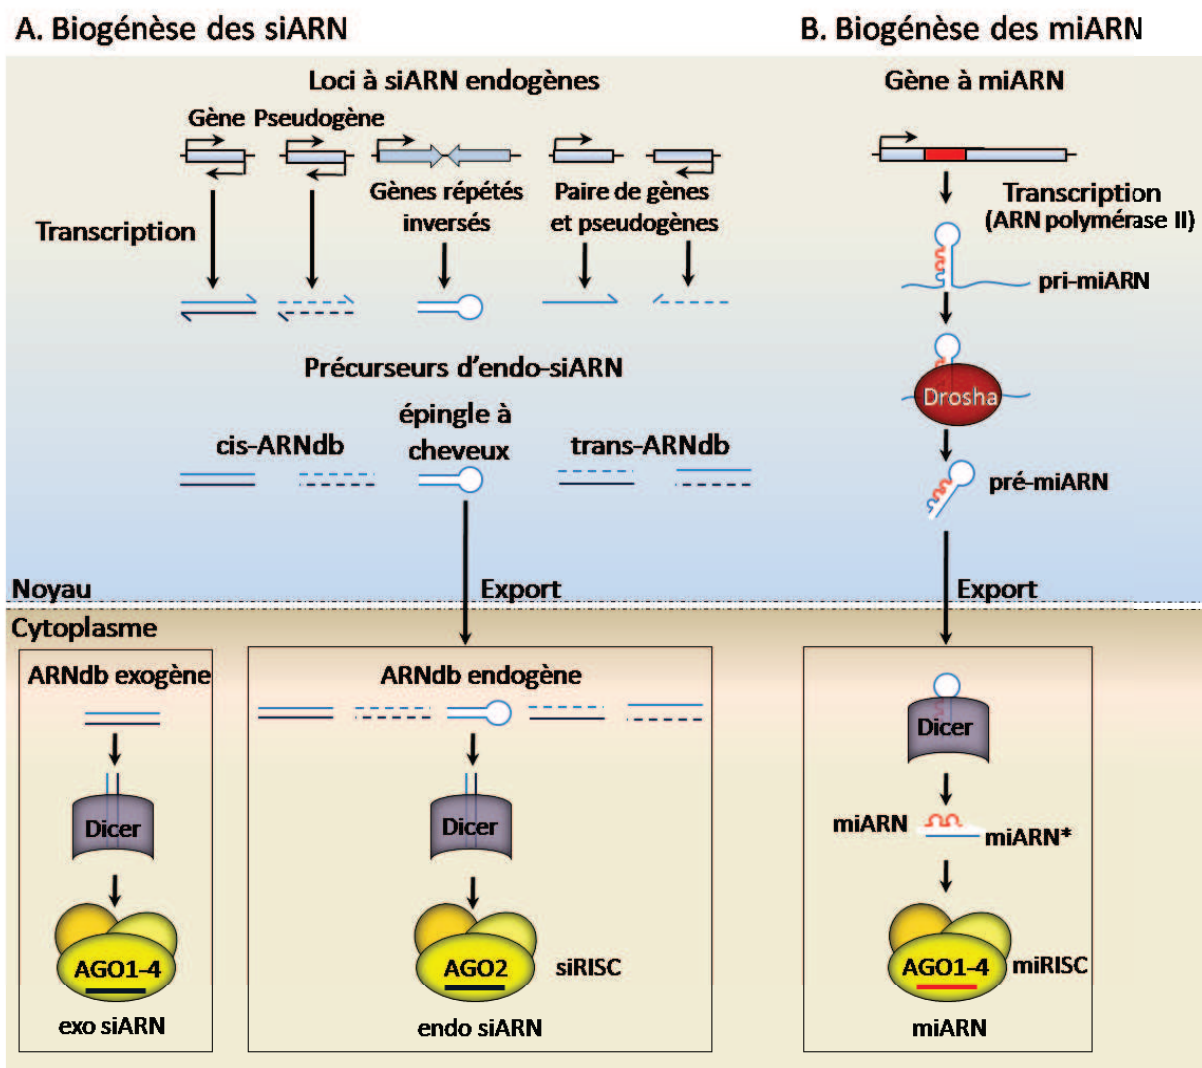 A. Biogénèse des siARN
B. Biogénèse des miARN
Loci à siARN endogènes
Gène
Pseudogène
Gènes répétés
inversés
Paire de gènes
et pseudogènes
Transcription
Précurseurs d'endo-siARN
cis-ARNdb
épingle à
cheveux
trans-ARNdb
Export
Noyau
Cytoplasme
ARNdb exogène
Dicer
AGO1-4
exo siARN
ARNdb endogène
Dicer
AGO2
siRISC
endo siARN
Gène à miARN
Transcription
(ARN polymérase II)
pri-miARN
Drosha
pré-miARN
Export
Dicer
miARN
miARN*
AGO1-4
miRISC
miARN